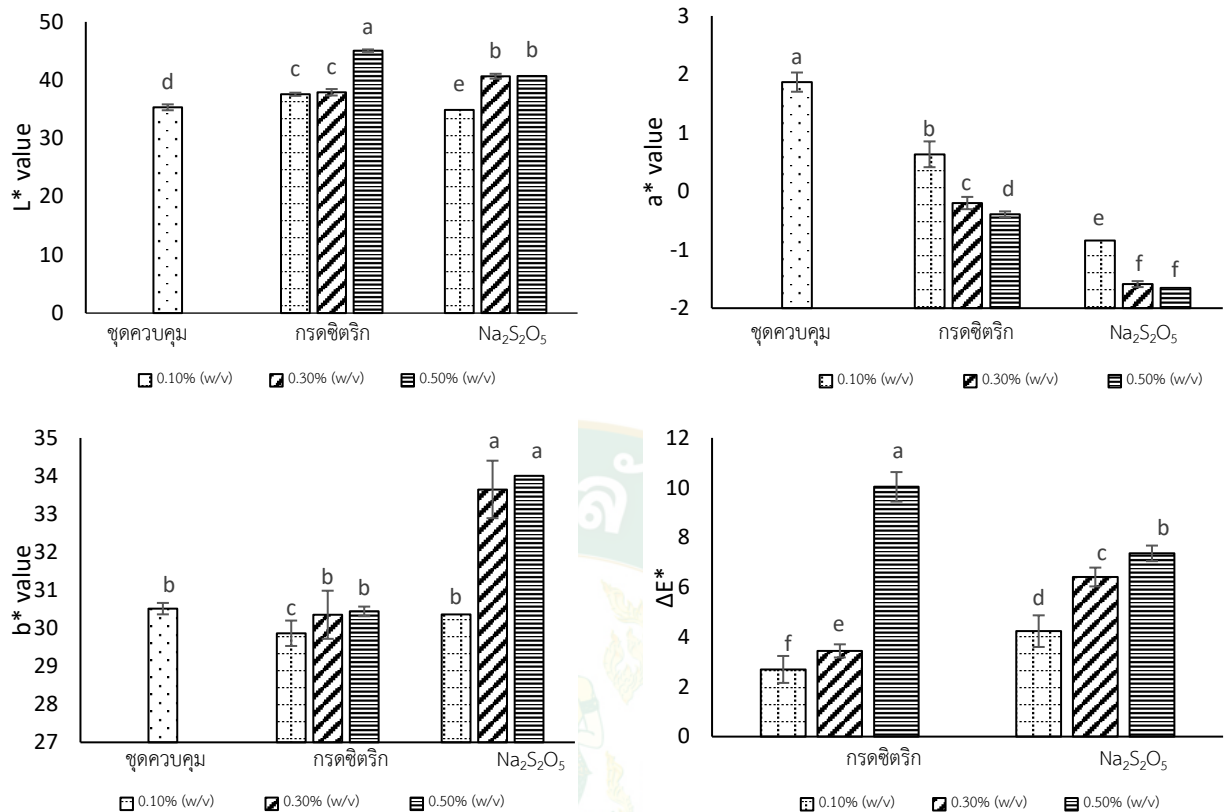 50
40
30
20
10
0
L* value
d
c c a
e b b
ชุดควบคุม กรดซิตริก Na₂S₂O₅
0.10% (w/v) 0.30% (w/v) 0.50% (w/v)
3
2
1
0
-1
-2
a* value
a
b c d
e f f
ชุดควบคุม กรดซิตริก Na₂S₂O₅
0.10% (w/v) 0.30% (w/v) 0.50% (w/v)
35
34
33
32
31
30
29
28
27
b* value
b
c b b
b a a
ชุดควบคุม กรดซิตริก Na₂S₂O₅
0.10% (w/v) 0.30% (w/v) 0.50% (w/v)
12
10
8
6
4
2
0
ΔE*
f e a
d c b
กรดซิตริก Na₂S₂O₅
0.10% (w/v) 0.30% (w/v) 0.50% (w/v)